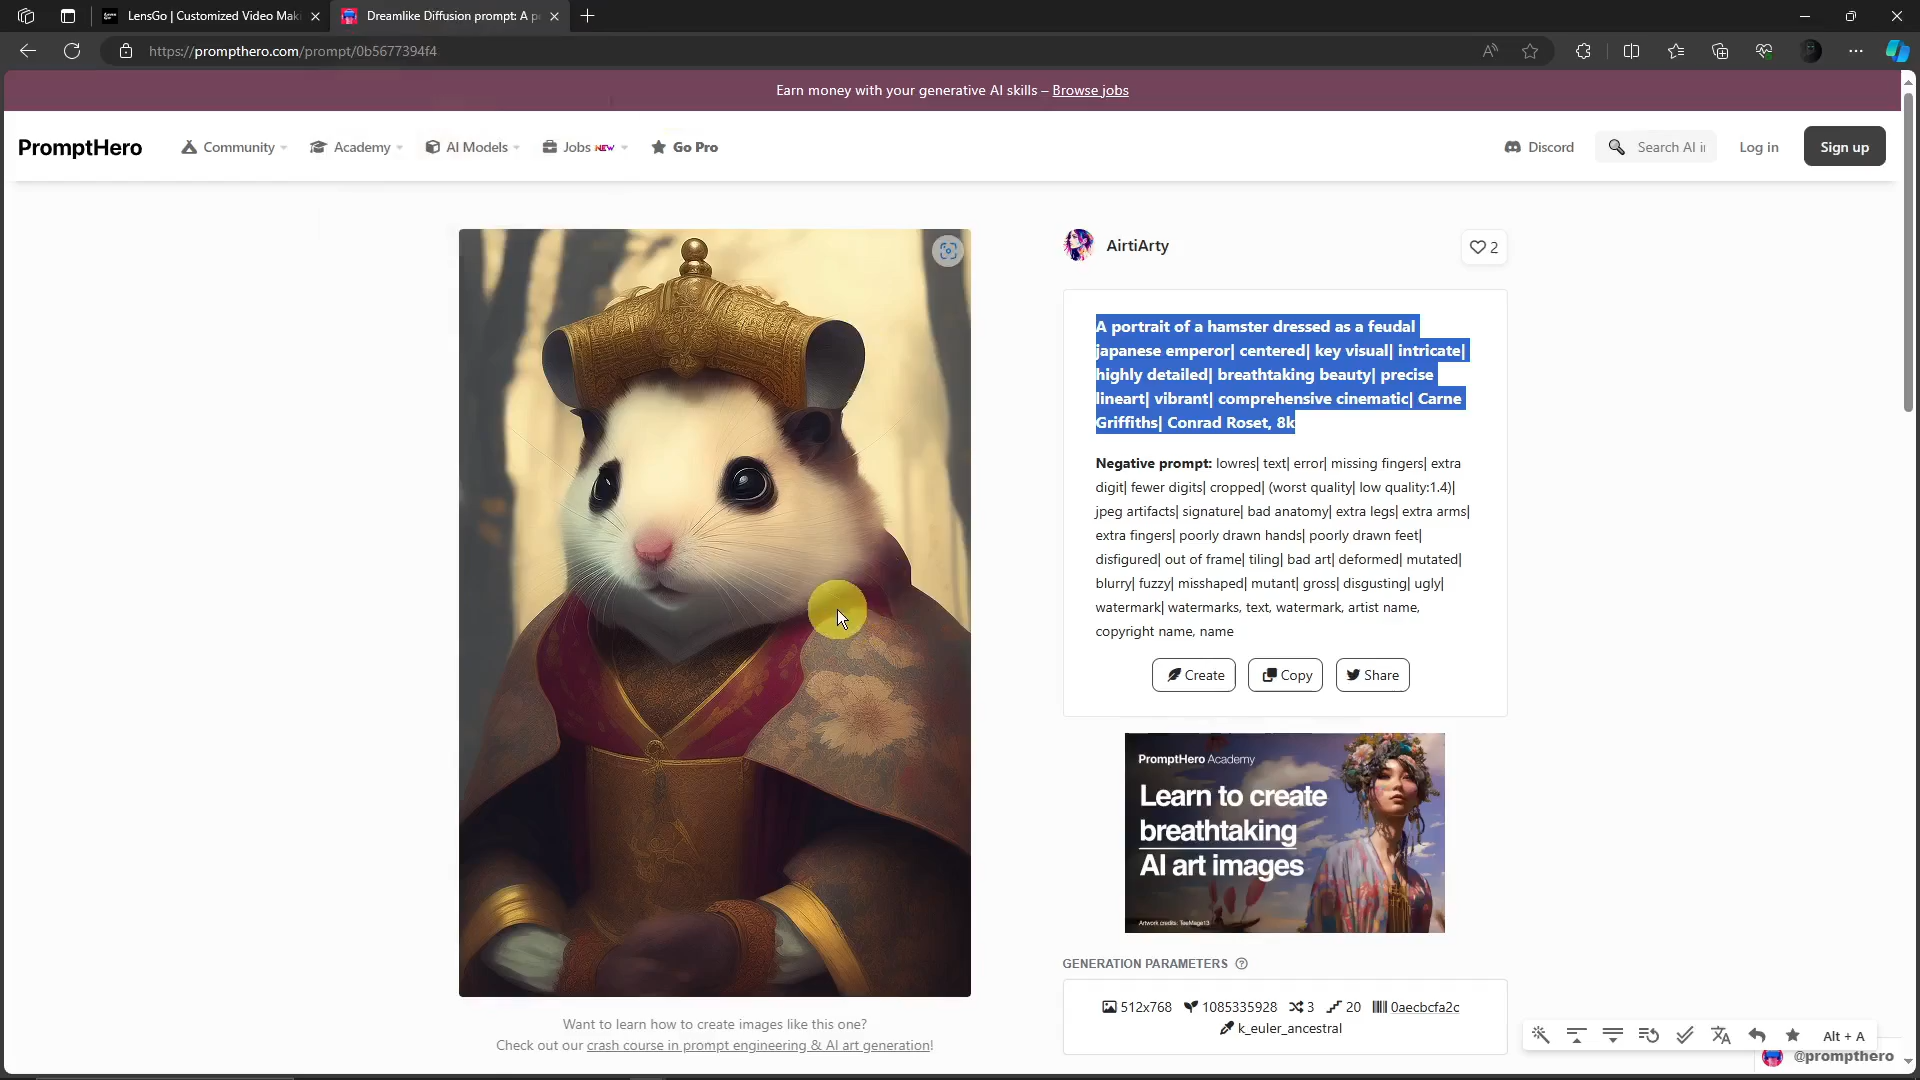 LensGo | Customized Video Mak
Dreamlike Diffusion prompt: A p
https://prompthero.com/prompt/0b5677394f4
Earn money with your generative AI skills – Browse jobs
PromptHero
Community
Academy
AI Models
Jobs NEW
Go Pro
Discord
Search AI i
Log in
Sign up
AirtiArty
2
A portrait of a hamster dressed as a feudal
japanese emperor| centered| key visual| intricate|
highly detailed| breathtaking beauty| precise
lineart| vibrant| comprehensive cinematic| Carne
Griffiths| Conrad Roset, 8k
Negative prompt: lowres| text| error| missing fingers| extra
digit| fewer digits| cropped| (worst quality| low quality:1.4)|
jpeg artifacts| signature| bad anatomy| extra legs| extra arms|
extra fingers| poorly drawn hands| poorly drawn feet|
disfigured| out of frame| tiling| bad art| deformed| mutated|
blurry| fuzzy| misshaped| mutant| gross| disgusting| ugly|
watermark| watermarks, text, watermark, artist name,
copyright name, name
Create
Copy
Share
PromptHero Academy
Learn to create
breathtaking
AI art images
Artwork credits: TeeMage13
GENERATION PARAMETERS
512x768 1085335928 3 20 0aecbcfa2c
k_euler_ancestral
Want to learn how to create images like this one?
Check out our crash course in prompt engineering & AI art generation!
Alt + A
@prompthero